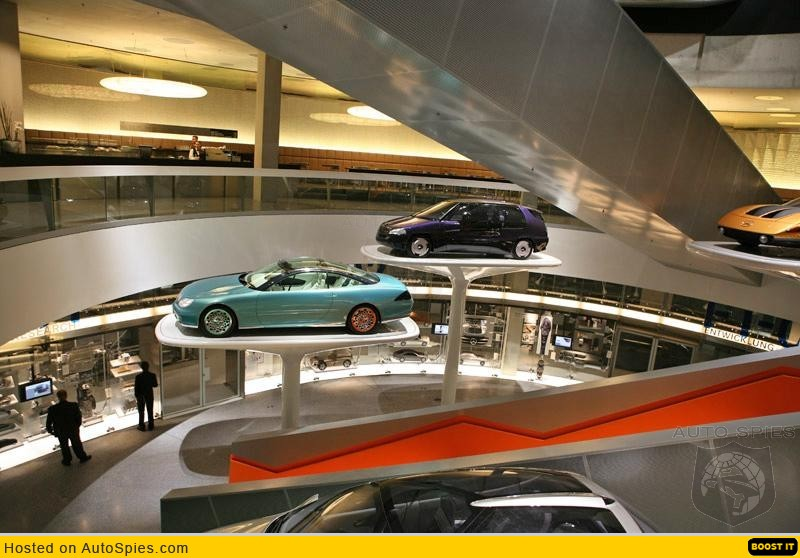 RESEARCH
ENTWICKLUNG
AUTO SPIES
Hosted on AutoSpies.com
BOOST IT